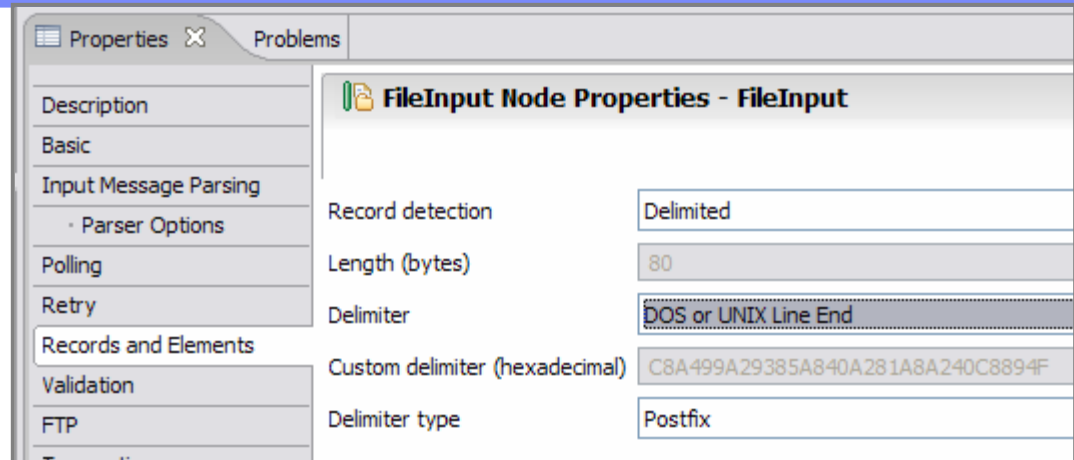 Properties Problems
FileInput Node Properties - FileInput
Description
Basic
Input Message Parsing
Parser Options
Polling
Retry
Records and Elements
Validation
FTP
Record detection Delimited
Length (bytes) 80
Delimiter DOS or UNIX Line End
Custom delimiter (hexadecimal) C8A499A29385A840A281A8A240C8894F
Delimiter type Postfix